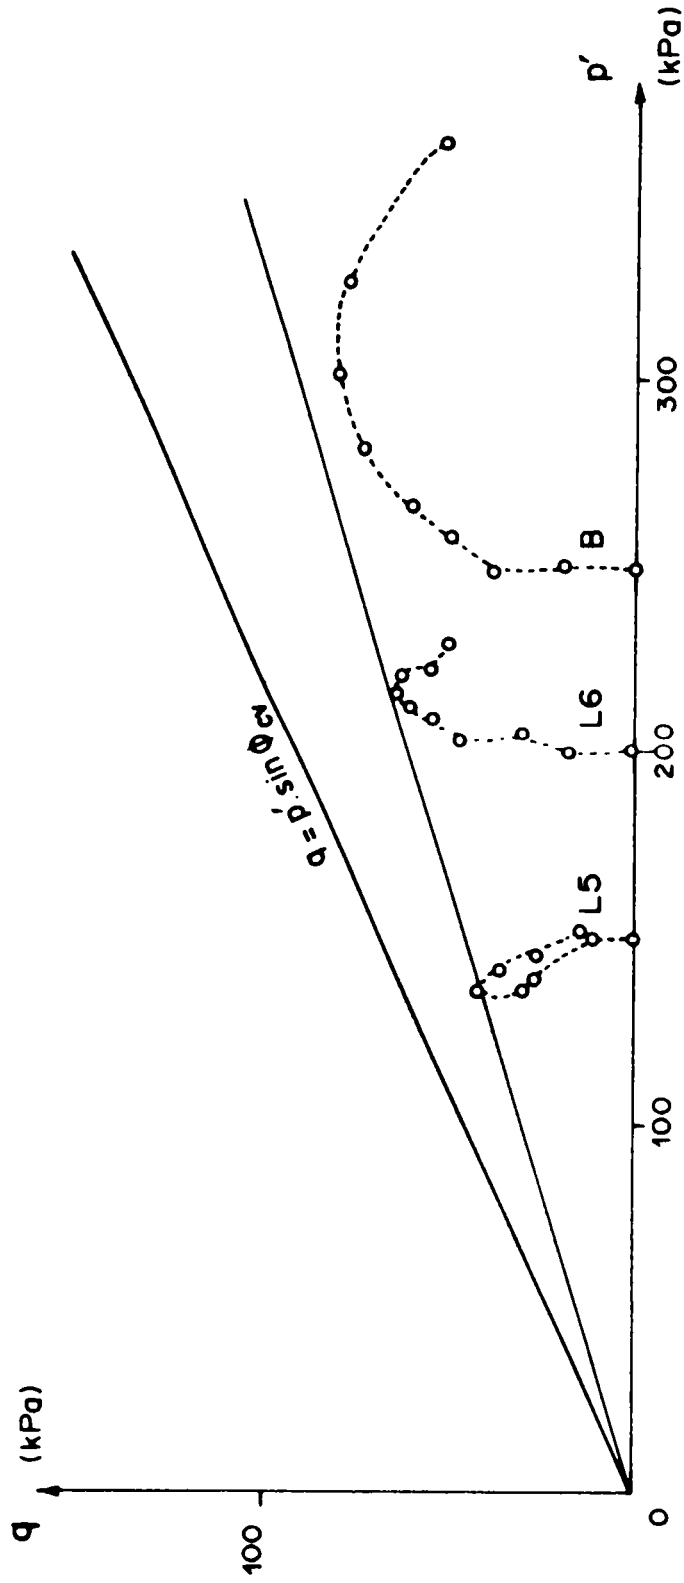 q (kPa)
100
q = p' . sin Φcv
L5
L6
B
0
100
200
300
p'
(kPa)